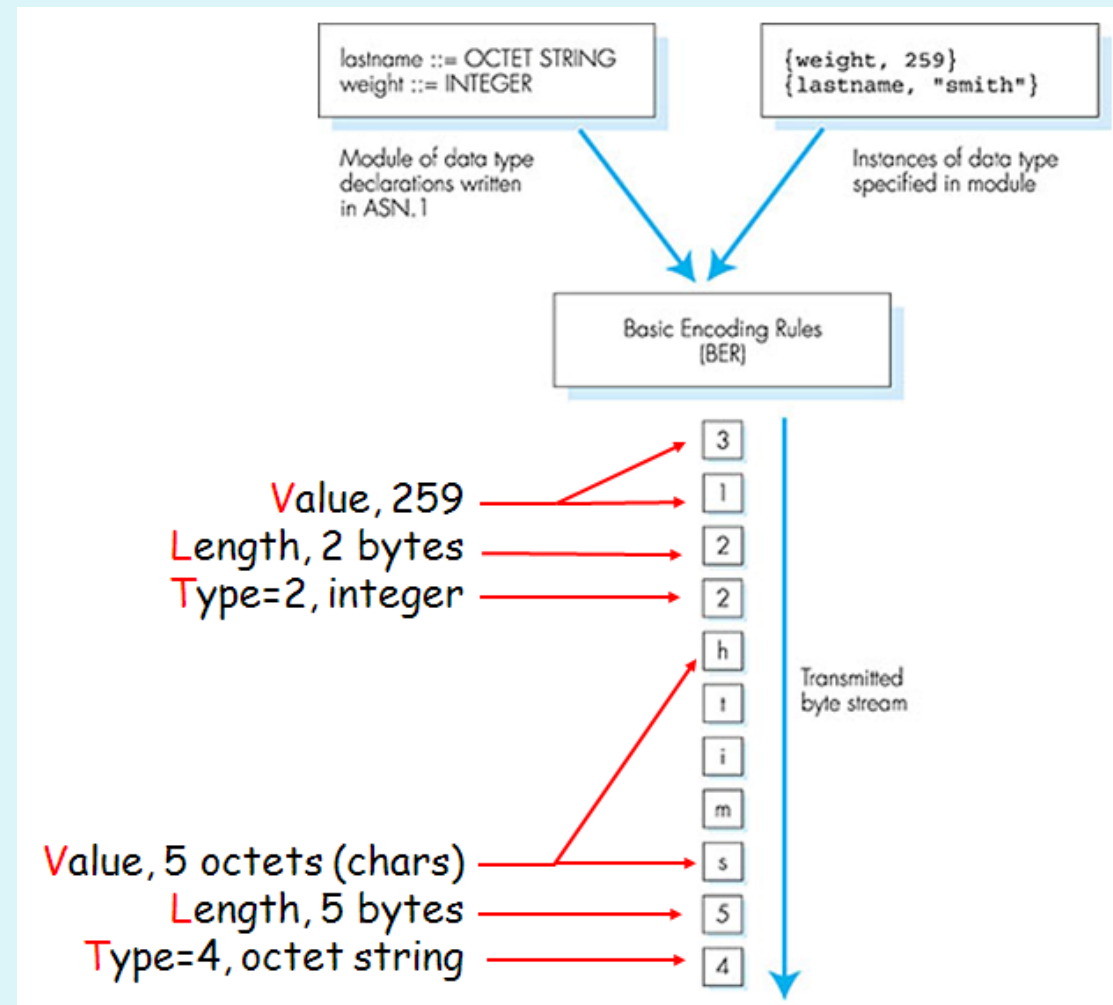 lastname ::= OCTET STRING
weight ::= INTEGER
{weight, 259}
{lastname, "smith"}
Module of data type
declarations written
in ASN.1
Instances of data type
specified in module
Basic Encoding Rules
(BER)
3
1
2
2
h
t
i
m
s
5
4
Value, 259
Length, 2 bytes
Type=2, integer
Transmitted
byte stream
Value, 5 octets (chars)
Length, 5 bytes
Type=4, octet string